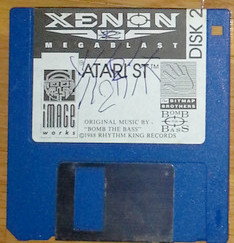 XENON
2
MEGABLAST
DISK 2
ATARI ST™
IMAGE
works
THE BITMAP
BROTHERS
BOMB
THE
BASS
ORIGINAL MUSIC BY -
"BOMB THE BASS"
©1988 RHYTHM KING RECORDS